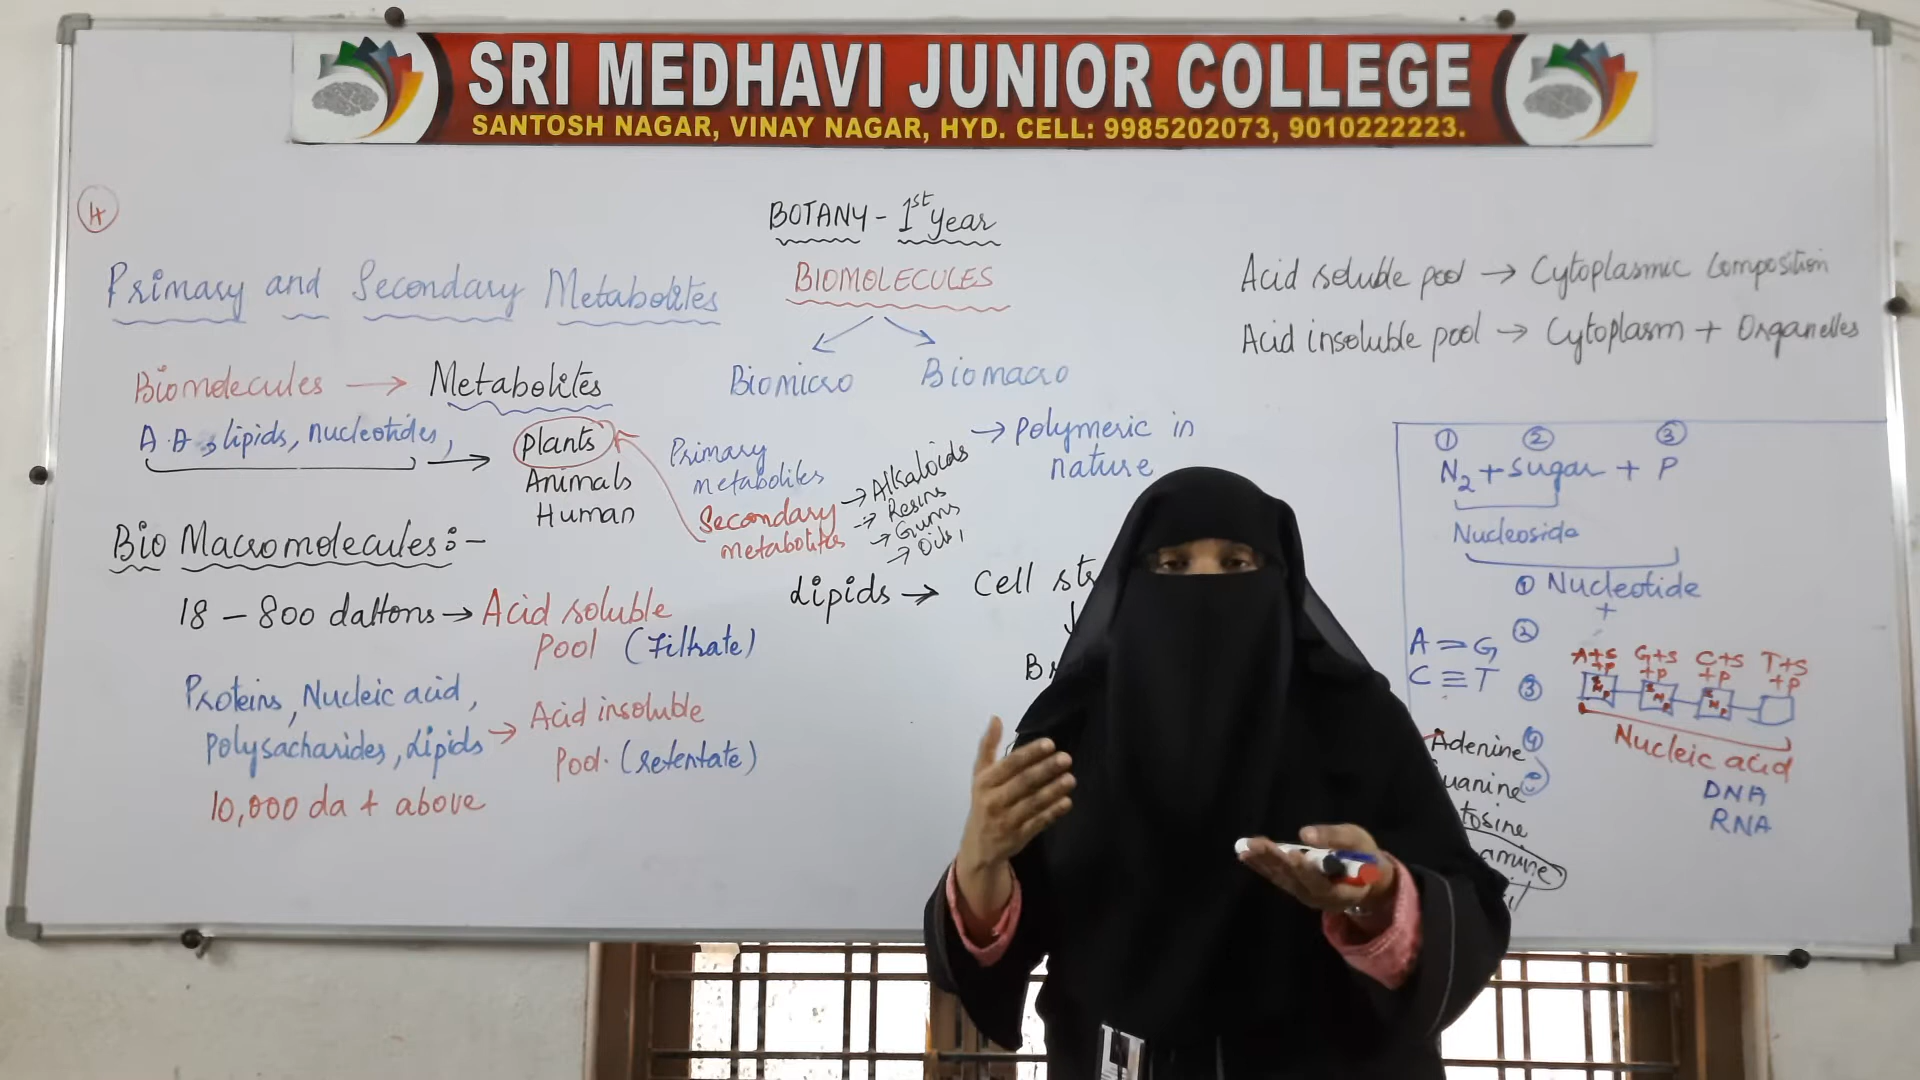 SRI MEDHAVI JUNIOR COLLEGE
SANTOSH NAGAR, VINAY NAGAR, HYD. CELL: 9985202073, 9010222223.
BOTANY - 1st year
BIOMOLECULES
Biomicro
Biomacro
→ Polymeric in
nature
Primary and Secondary Metabolites
Biomolecules → Metabolites
lipids, nucleotides, →
Plants
Animals
Human
Primary
metabolites
Secondary
metabolites
→ Alkaloids
→ Resins
→ Gums
→ Oils,
Bio Macromolecules:-
18 - 800 daltons → Acid soluble
Pool (Filtrate)
Proteins, Nucleic acid,
Polysacharides, Lipids → Acid insoluble
Pool. (retentate)
10,000 da + above
Lipids → Cell
Acid soluble pool → Cytoplasmic Composition
Acid insoluble pool → Cytoplasm + Organelles
① ② ③
N2 + Sugar + P
Nucleoside
① Nucleotide
+
A = G ②
C ≡ T ③
A+S G+S C+S T+S
+P +P +P +P
Nucleic acid
DNA
RNA
Adenine ④